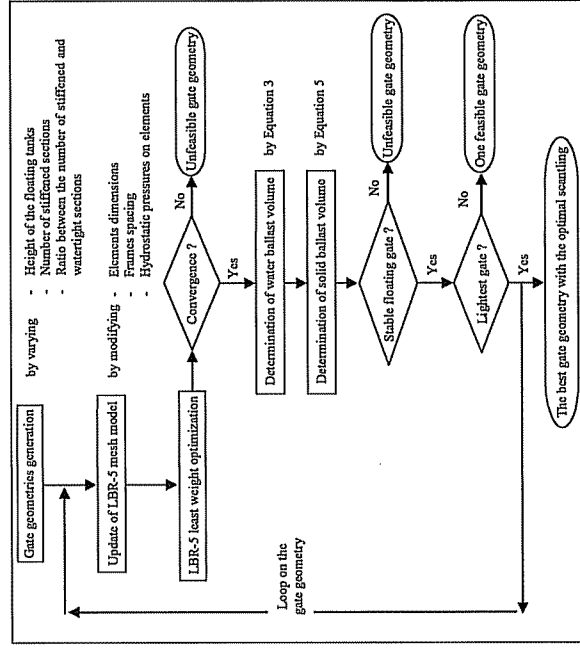 Gate geometries generation
by varying
- Height of the floating tanks
- Number of stiffened sections
- Ratio between the number of stiffened and
watertight sections
Update of LBR-5 mesh model
by modifying
- Elements dimensions
- Frames spacing
- Hydrostatic pressures on elements
LBR-5 least weight optimization
Convergence ?
No
Unfeasible gate geometry
Yes
Determination of water ballast volume
by Equation 3
Determination of solid ballast volume
by Equation 5
Stable floating gate ?
No
Unfeasible gate geometry
Yes
Lightest gate ?
No
One feasible gate geometry
Yes
Loop on the
gate geometry
The best gate geometry with the optimal scantling